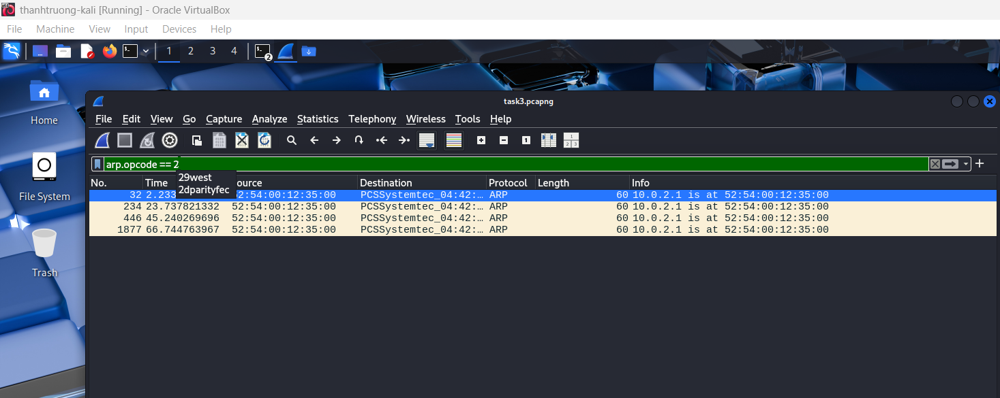 thanhtruong-kali [Running] - Oracle VirtualBox
File Machine View Input Devices Help
1 2 3 4 2
Home
File System
Trash
task3.pcapng
File Edit View Go Capture Analyze Statistics Telephony Wireless Tools Help
arp.opcode == 2
29west
2dparityfec
No. Time ource Destination Protocol Length Info
32 2.233 52:54:00:12:35:00 PCSSystemtec_04:42:… ARP 60 10.0.2.1 is at 52:54:00:12:35:00
234 23.737821332 52:54:00:12:35:00 PCSSystemtec_04:42:… ARP 60 10.0.2.1 is at 52:54:00:12:35:00
446 45.240269696 52:54:00:12:35:00 PCSSystemtec_04:42:… ARP 60 10.0.2.1 is at 52:54:00:12:35:00
1877 66.744763967 52:54:00:12:35:00 PCSSystemtec_04:42:… ARP 60 10.0.2.1 is at 52:54:00:12:35:00